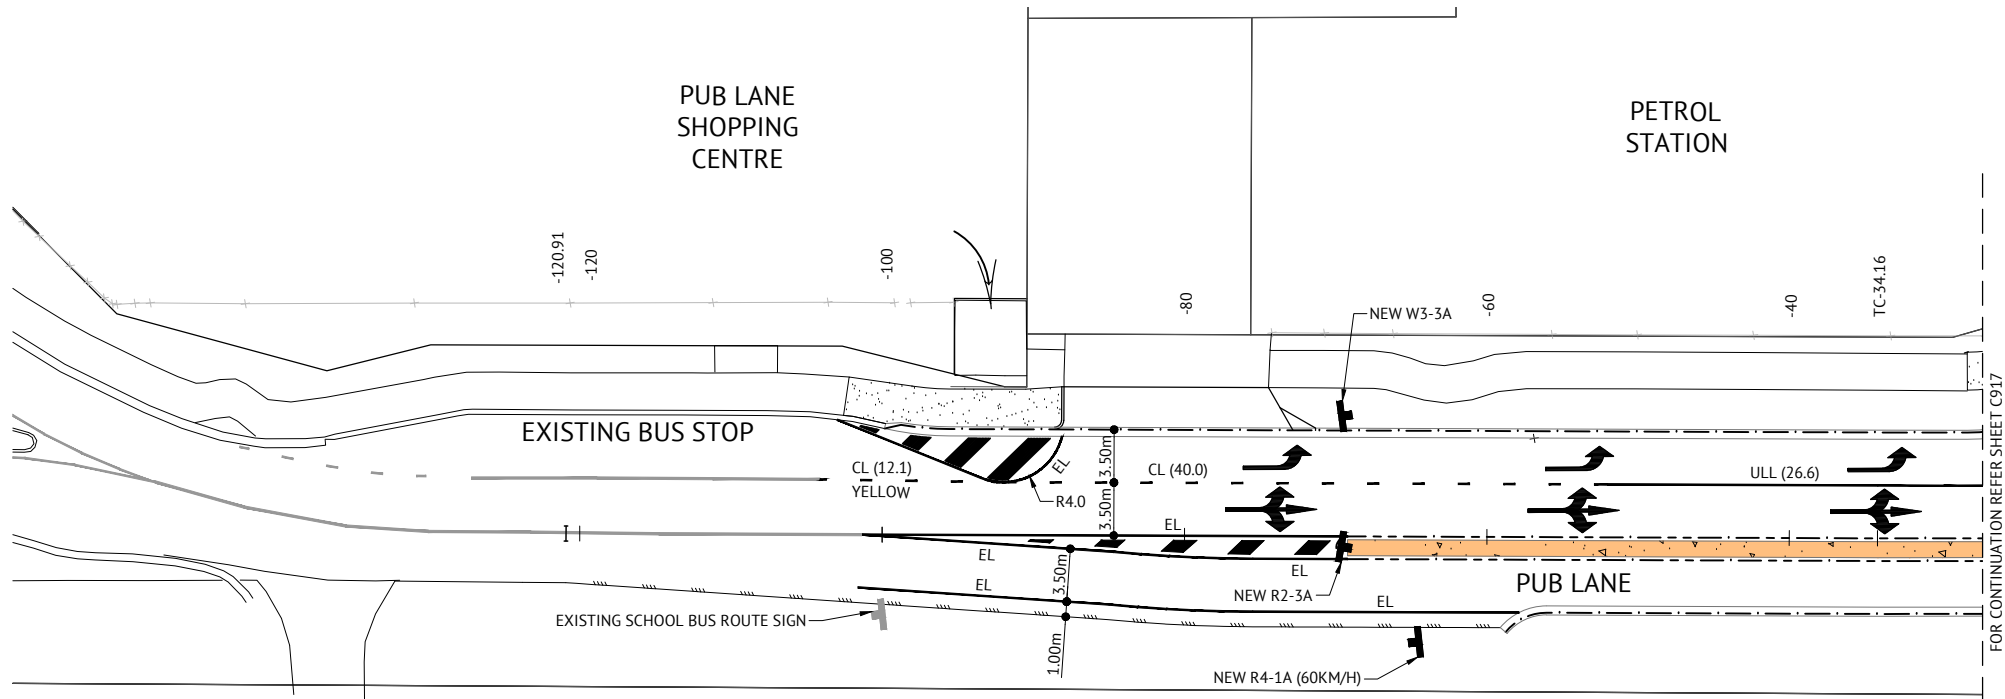 PUB LANE
SHOPPING
CENTRE
PETROL
STATION
-120.91
-120
-100
-80
-60
-40
TC-34.16
NEW W3-3A
EXISTING BUS STOP
CL (12.1)
YELLOW
EL
R4.0
3.50m
3.50m
CL (40.0)
ULL (26.6)
EL
EL
EL
EL
3.50m
1.00m
NEW R2-3A
EL
PUB LANE
EXISTING SCHOOL BUS ROUTE SIGN
NEW R4-1A (60KM/H)
FOR CONTINUATION REFER SHEET C917